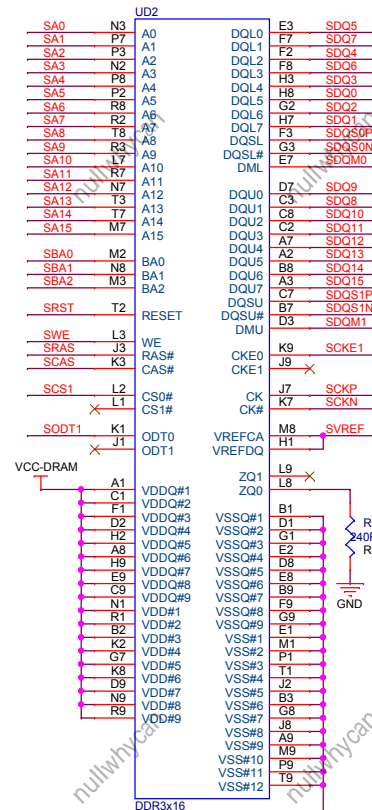 UD2
SA0 N3 A0 DQL0 E3 SDQ5
SA1 P7 A1 DQL1 F7 SDQ7
SA2 P3 A2 DQL2 F2 SDQ4
SA3 N2 A3 DQL3 F8 SDQ6
SA4 P8 A4 DQL4 H3 SDQ3
SA5 P2 A5 DQL5 H8 SDQ0
SA6 R8 A6 DQL6 G2 SDQ2
SA7 R2 A7 DQL7 H7 SDQ1
SA8 T8 A8 DQSL F3 SDQS0P
SA9 R3 A9 DQSL# G3 SDQS0N
SA10 L7 A10 DML E7 SDQM0
SA11 R7 A11
SA12 N7 A12 DQU0 D7 SDQ9
SA13 T3 A13 DQU1 C3 SDQ8
SA14 T7 A14 DQU2 C8 SDQ10
SA15 M7 A15 DQU3 C2 SDQ11
DQU4 A7 SDQ12
SBA0 M2 BA0 DQU5 A2 SDQ13
SBA1 N8 BA1 DQU6 B8 SDQ14
SBA2 M3 BA2 DQU7 A3 SDQ15
DQSU C7 SDQS1P
SRST T2 RESET DQSU# B7 SDQS1N
DMU D3 SDQM1
SWE L3 WE
SRAS J3 RAS# CKE0 K9 SCKE1
SCAS K3 CAS# CKE1 J9
SCS1 L2 CS0# CK J7 SCKP
L1 CS1# CK# K7 SCKN
SODT1 K1 ODT0 VREFCA M8 SVREF
J1 ODT1 VREFDQ H1
VCC-DRAM
ZQ1 L9
A1 VDDQ#1 ZQ0 L8
C1 VDDQ#2
F1 VDDQ#3 VSSQ#1 B1
D2 VDDQ#4 VSSQ#2 D1
H2 VDDQ#5 VSSQ#3 G1
A8 VDDQ#6 VSSQ#4 E2
H9 VDDQ#7 VSSQ#5 D8
E9 VDDQ#8 VSSQ#6 E8
C9 VDDQ#9 VSSQ#7 B9
N1 VDD#1 VSSQ#8 F9
R1 VDD#2 VSSQ#9 G9
B2 VDD#3 VSS#1 E1
K2 VDD#4 VSS#2 M1
G7 VDD#5 VSS#3 P1
K8 VDD#6 VSS#4 T1
D9 VDD#7 VSS#5 J2
N9 VDD#8 VSS#6 B3
R9 VDD#9 VSS#7 G8
VSS#8 J8
VSS#9 A9
VSS#10 M9
VSS#11 P9
VSS#12 T9
GND
DDR3x16
nullwhycan
nullwhycan
nullwhycan
nullwhycan